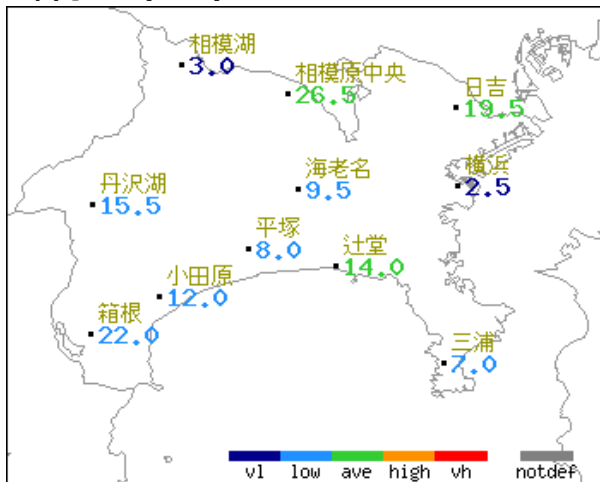 相模湖
3.0
相模原中央
26.5
日吉
19.5
海老名
9.5
横浜
2.5
丹沢湖
15.5
平塚
8.0
辻堂
14.0
小田原
12.0
箱根
22.0
三浦
7.0
vl low ave high vh notdef